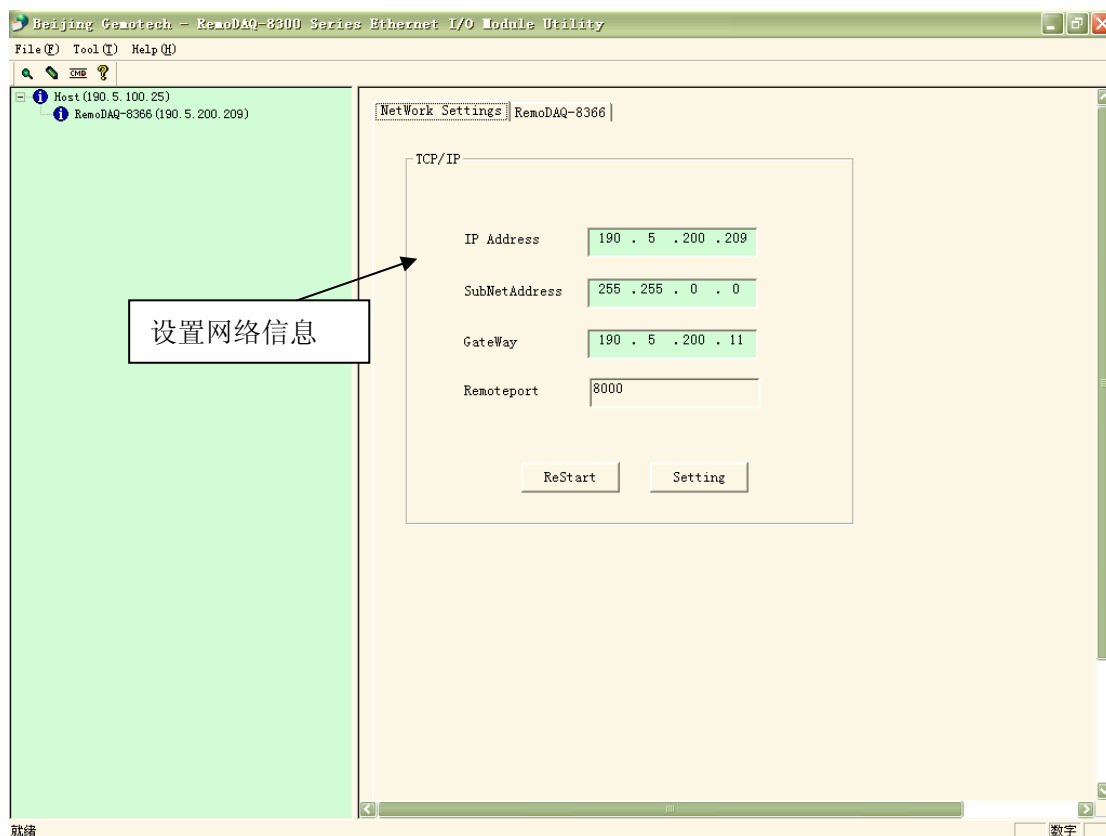 Beijing Gemotech - RemoDAQ-8300 Series Ethernet I/O Module Utility
File(F) Tool(T) Help(H)
CMD
Host(190.5.100.25)
RemoDAQ-8366(190.5.200.209)
NetWork Settings RemoDAQ-8366
TCP/IP
IP Address 190 . 5 .200 .209
SubNetAddress 255 .255 . 0 . 0
GateWay 190 . 5 .200 . 11
Remoteport 8000
ReStart Setting
设置网络信息
就绪 数字